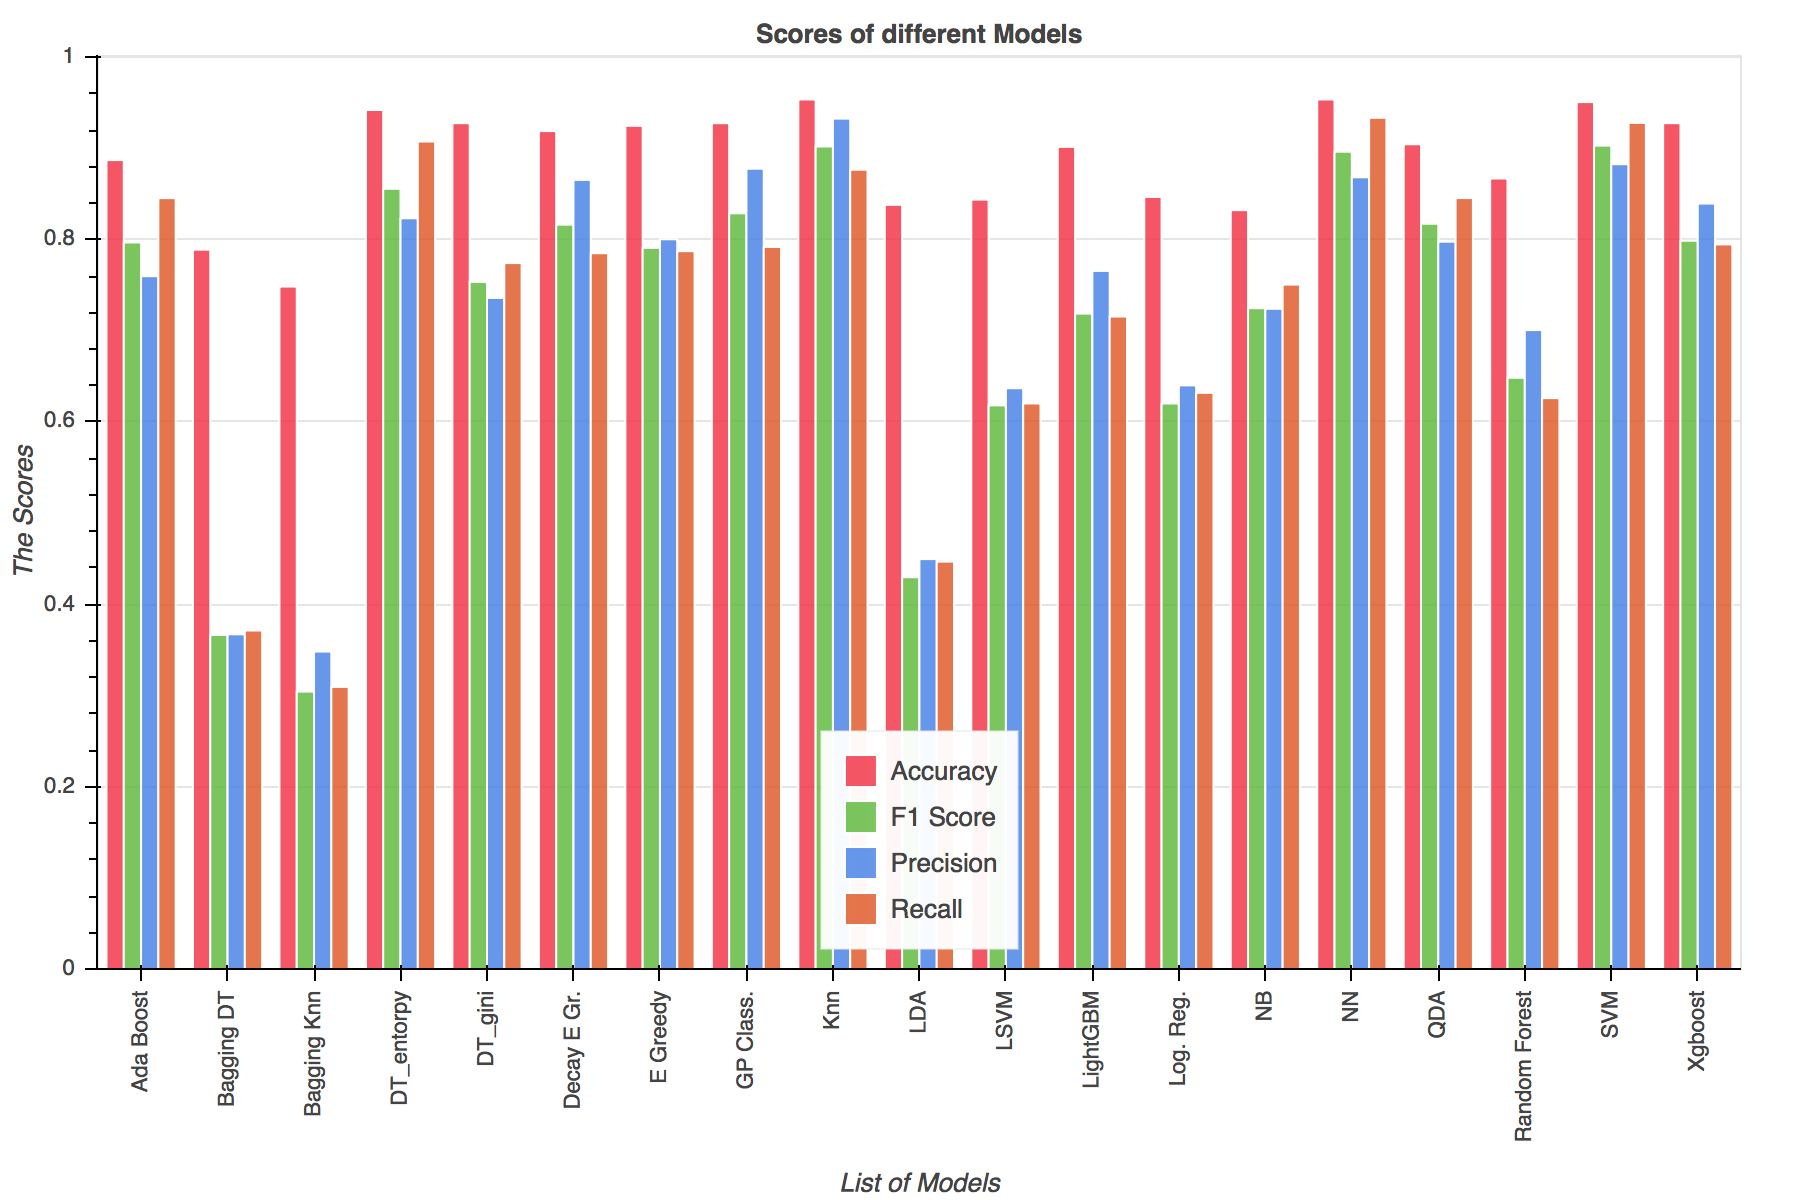 Scores of different Models
The Scores
1
0.8
0.6
0.4
0.2
0
Accuracy
F1 Score
Precision
Recall
Ada Boost
Bagging DT
Bagging Knn
DT_entorpy
DT_gini
Decay E Gr.
E Greedy
GP Class.
Knn
LDA
LSVM
LightGBM
Log. Reg.
NB
NN
QDA
Random Forest
SVM
Xgboost
List of Models